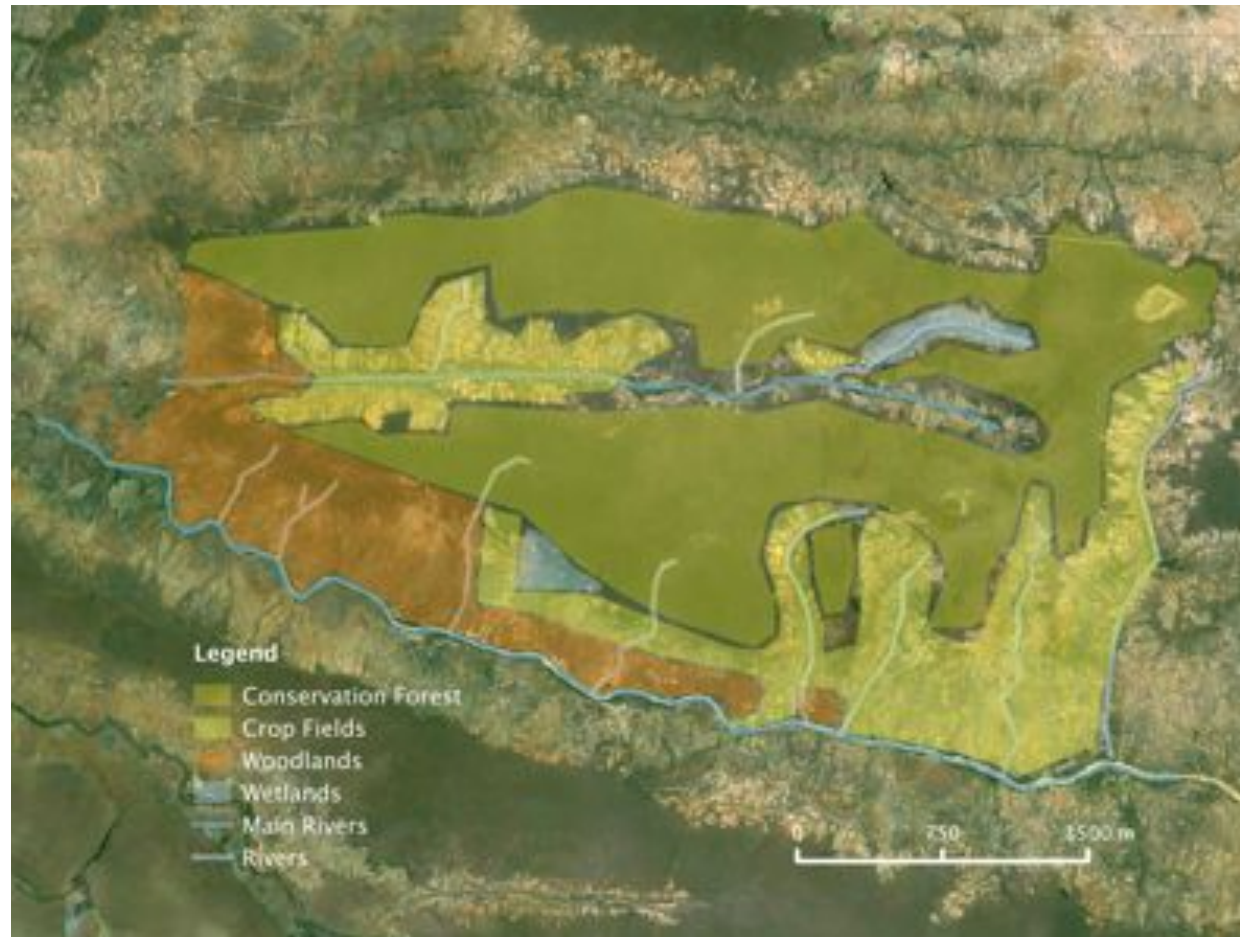 Legend
Conservation Forest
Crop Fields
Woodlands
Wetlands
Main Rivers
Rivers
0 750 1500 m